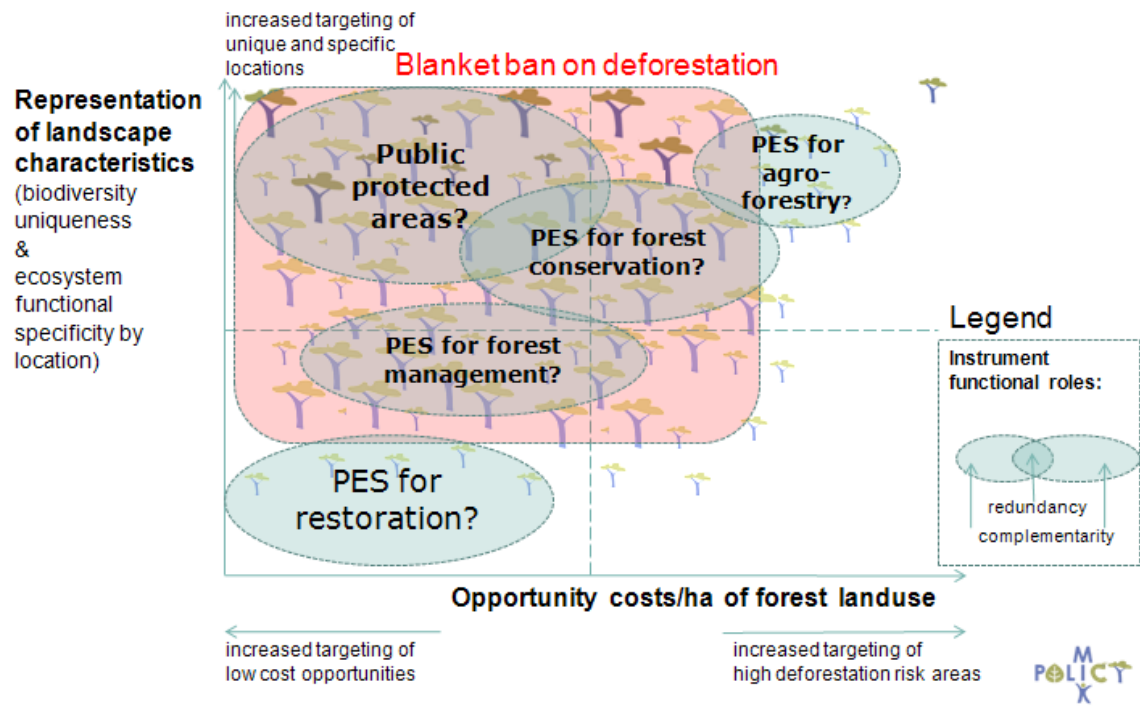 increased targeting of
unique and specific
locations
Blanket ban on deforestation
Representation
of landscape
characteristics
(biodiversity
uniqueness
&
ecosystem
functional
specificity by
location)
Public
protected
areas?
PES for
agro-
forestry?
PES for forest
conservation?
PES for forest
management?
PES for
restoration?
Legend
Instrument
functional roles:
redundancy
complementarity
Opportunity costs/ha of forest landuse
increased targeting of
low cost opportunities
increased targeting of
high deforestation risk areas
POLICY
MIX